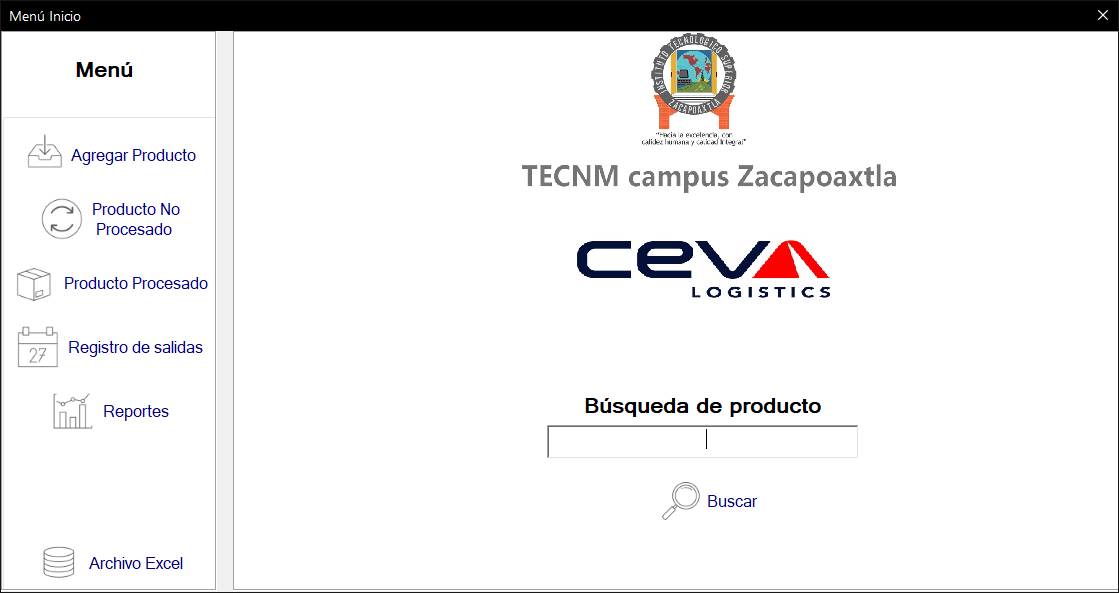 Menú Inicio
Menú
Agregar Producto
Producto No
Procesado
Producto Procesado
27
Registro de salidas
Reportes
Archivo Excel
INSTITUTO TECNOLOGICO SUPERIOR
ZACAPOAXTLA
"Hacia la excelencia, con
calidez humana y calidad Integral"
TECNM campus Zacapoaxtla
ceva
LOGISTICS
Búsqueda de producto
Buscar